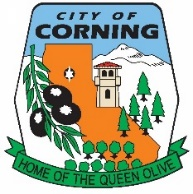 CITY OF
CORNING
HOME OF THE QUEEN OLIVE